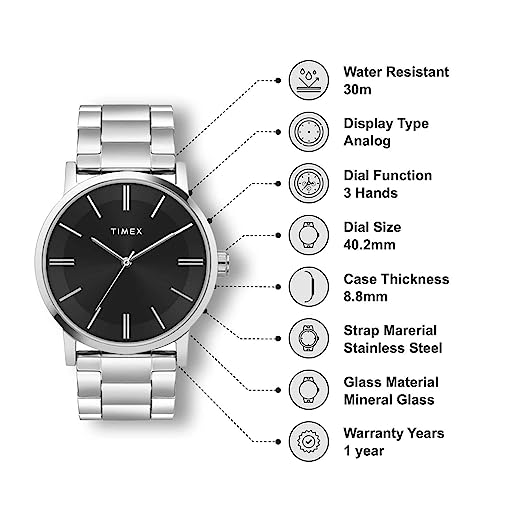 TIMEX
Water Resistant
30m
Display Type
Analog
Dial Function
3 Hands
Dial Size
40.2mm
Case Thickness
8.8mm
Strap Marerial
Stainless Steel
Glass Material
Mineral Glass
Warranty Years
1 year